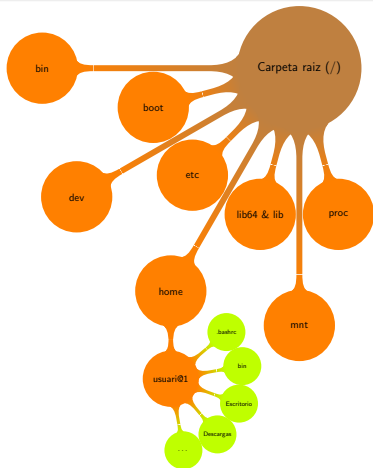 Carpeta raiz (/)
bin
boot
dev
etc
lib64 & lib
proc
home
mnt
usuari@1
.bashrc
bin
Escritorio
Descargas
...